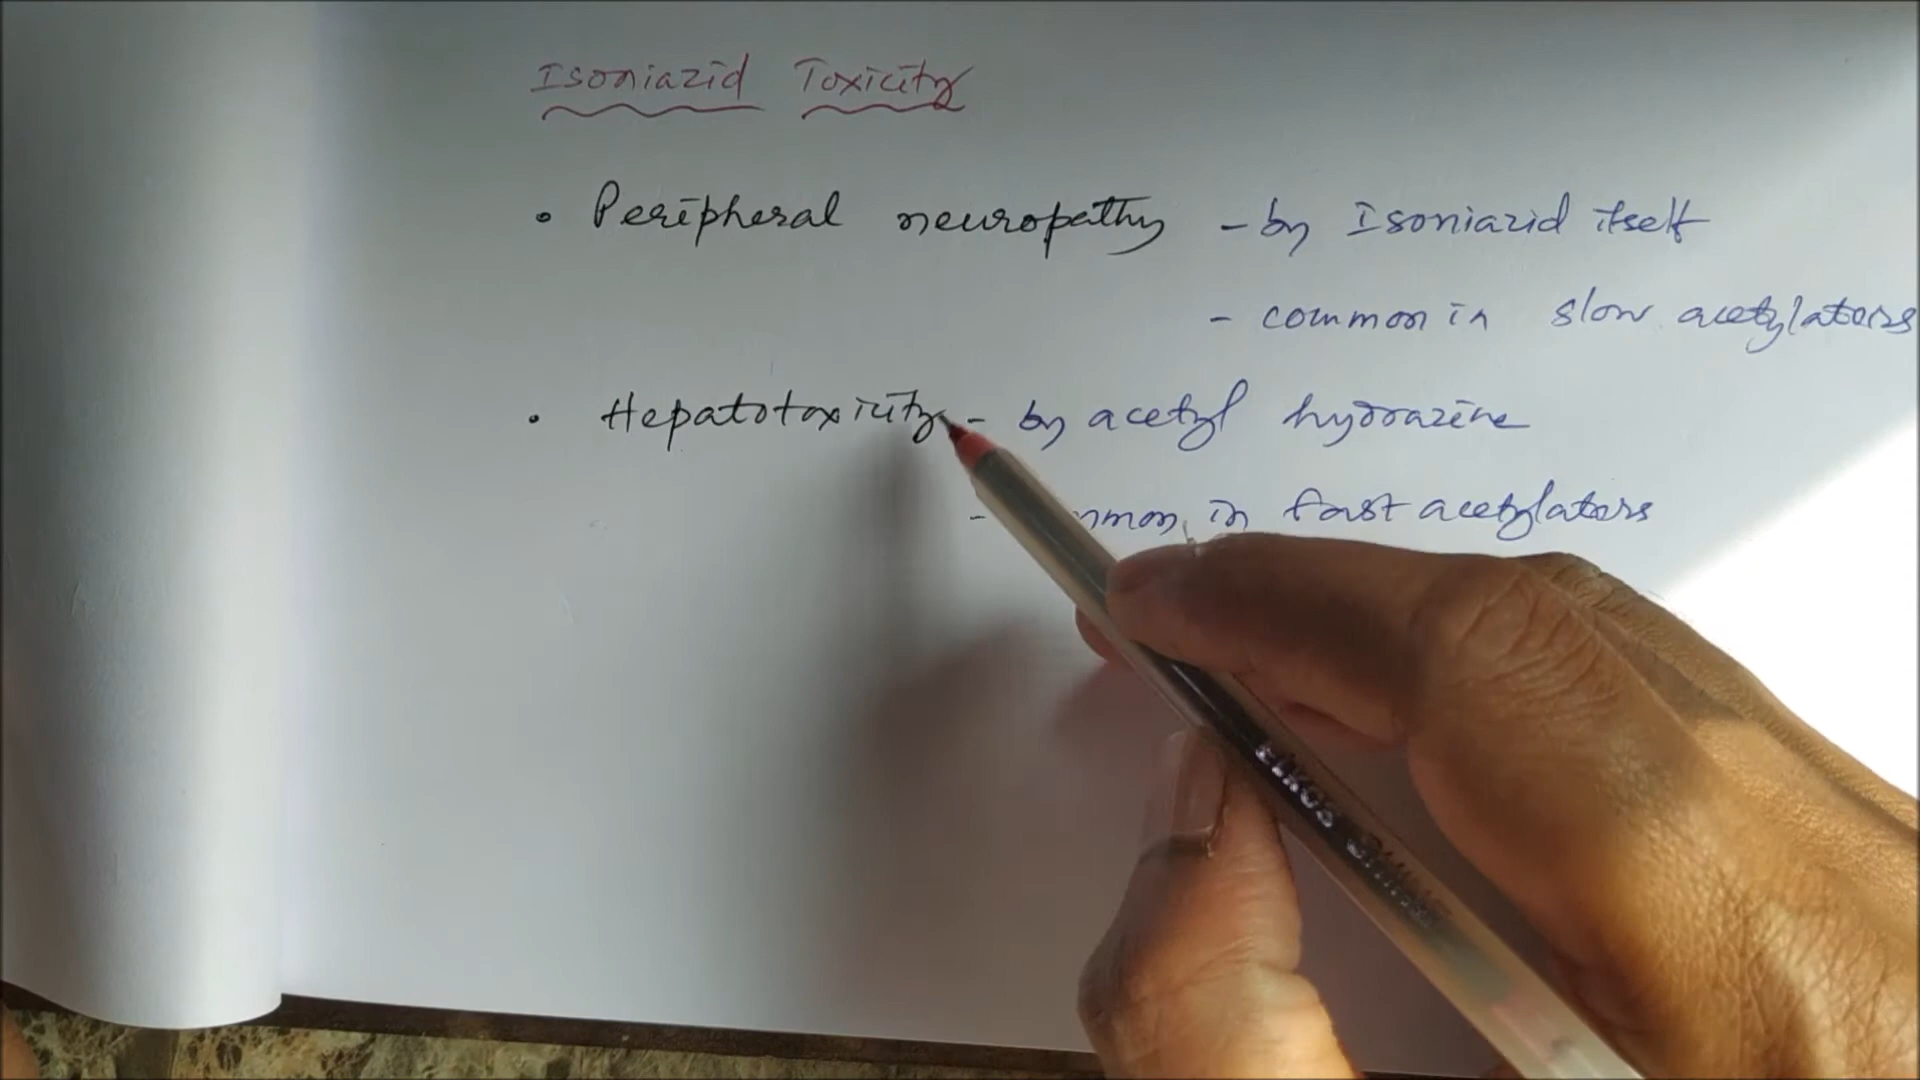 Isoniazid Toxicity
• Peripheral neuropathy - by Isoniazid itself
- common in slow acetylators
• Hepatotoxicity - by acetyl hydrazine
- in fast acetylators